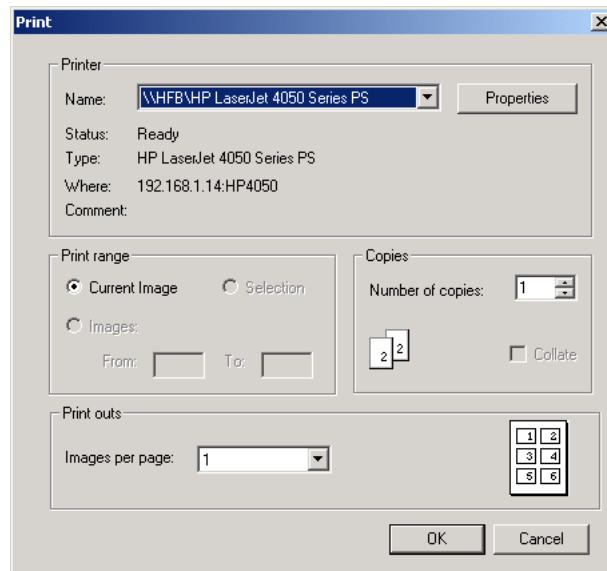 Print
Printer
Name: \\HFB\HP LaserJet 4050 Series PS Properties
Status: Ready
Type: HP LaserJet 4050 Series PS
Where: 192.168.1.14:HP4050
Comment:
Print range
Current Image Selection
Images:
From: To:
Copies
Number of copies: 1
2 2
Collate
Print outs
Images per page: 1
1 2
3 4
5 6
OK Cancel